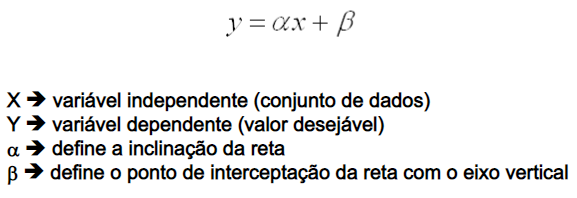 y = αx + β
X ➔ variável independente (conjunto de dados)
Y ➔ variável dependente (valor desejável)
α ➔ define a inclinação da reta
β ➔ define o ponto de interceptação da reta com o eixo vertical